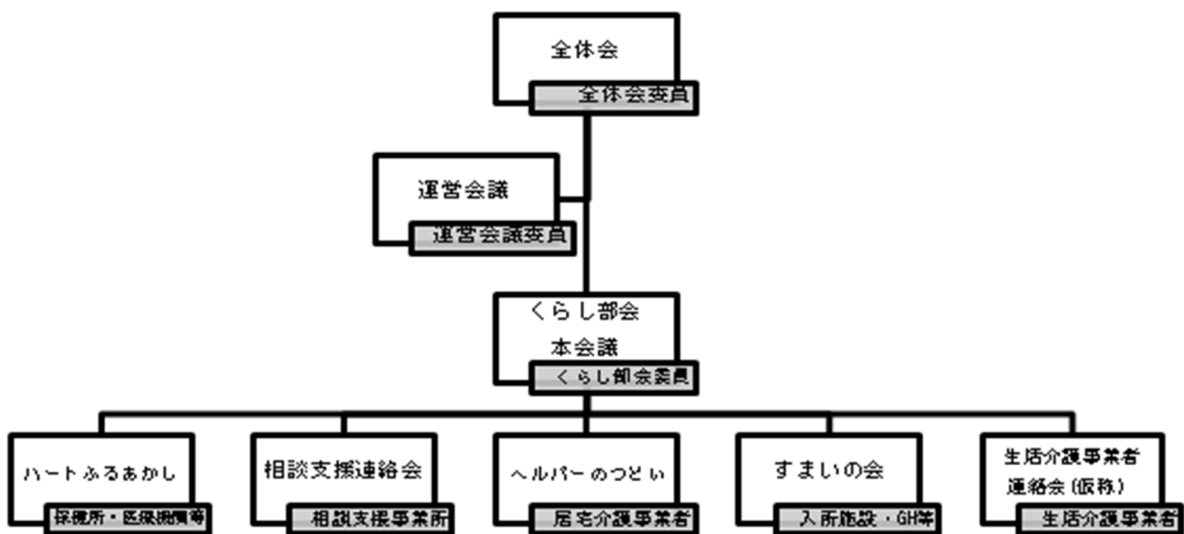 全体会
全体会委員
運営会議
運営会議委員
くらし部会
本会議
くらし部会委員
ハートふるあかし
保健所・医療機関等
相談支援連絡会
相談支援事業所
ヘルパーのつどい
居宅介護事業者
すまいの会
入所施設・GH等
生活介護事業者
連絡会(仮称)
生活介護事業者